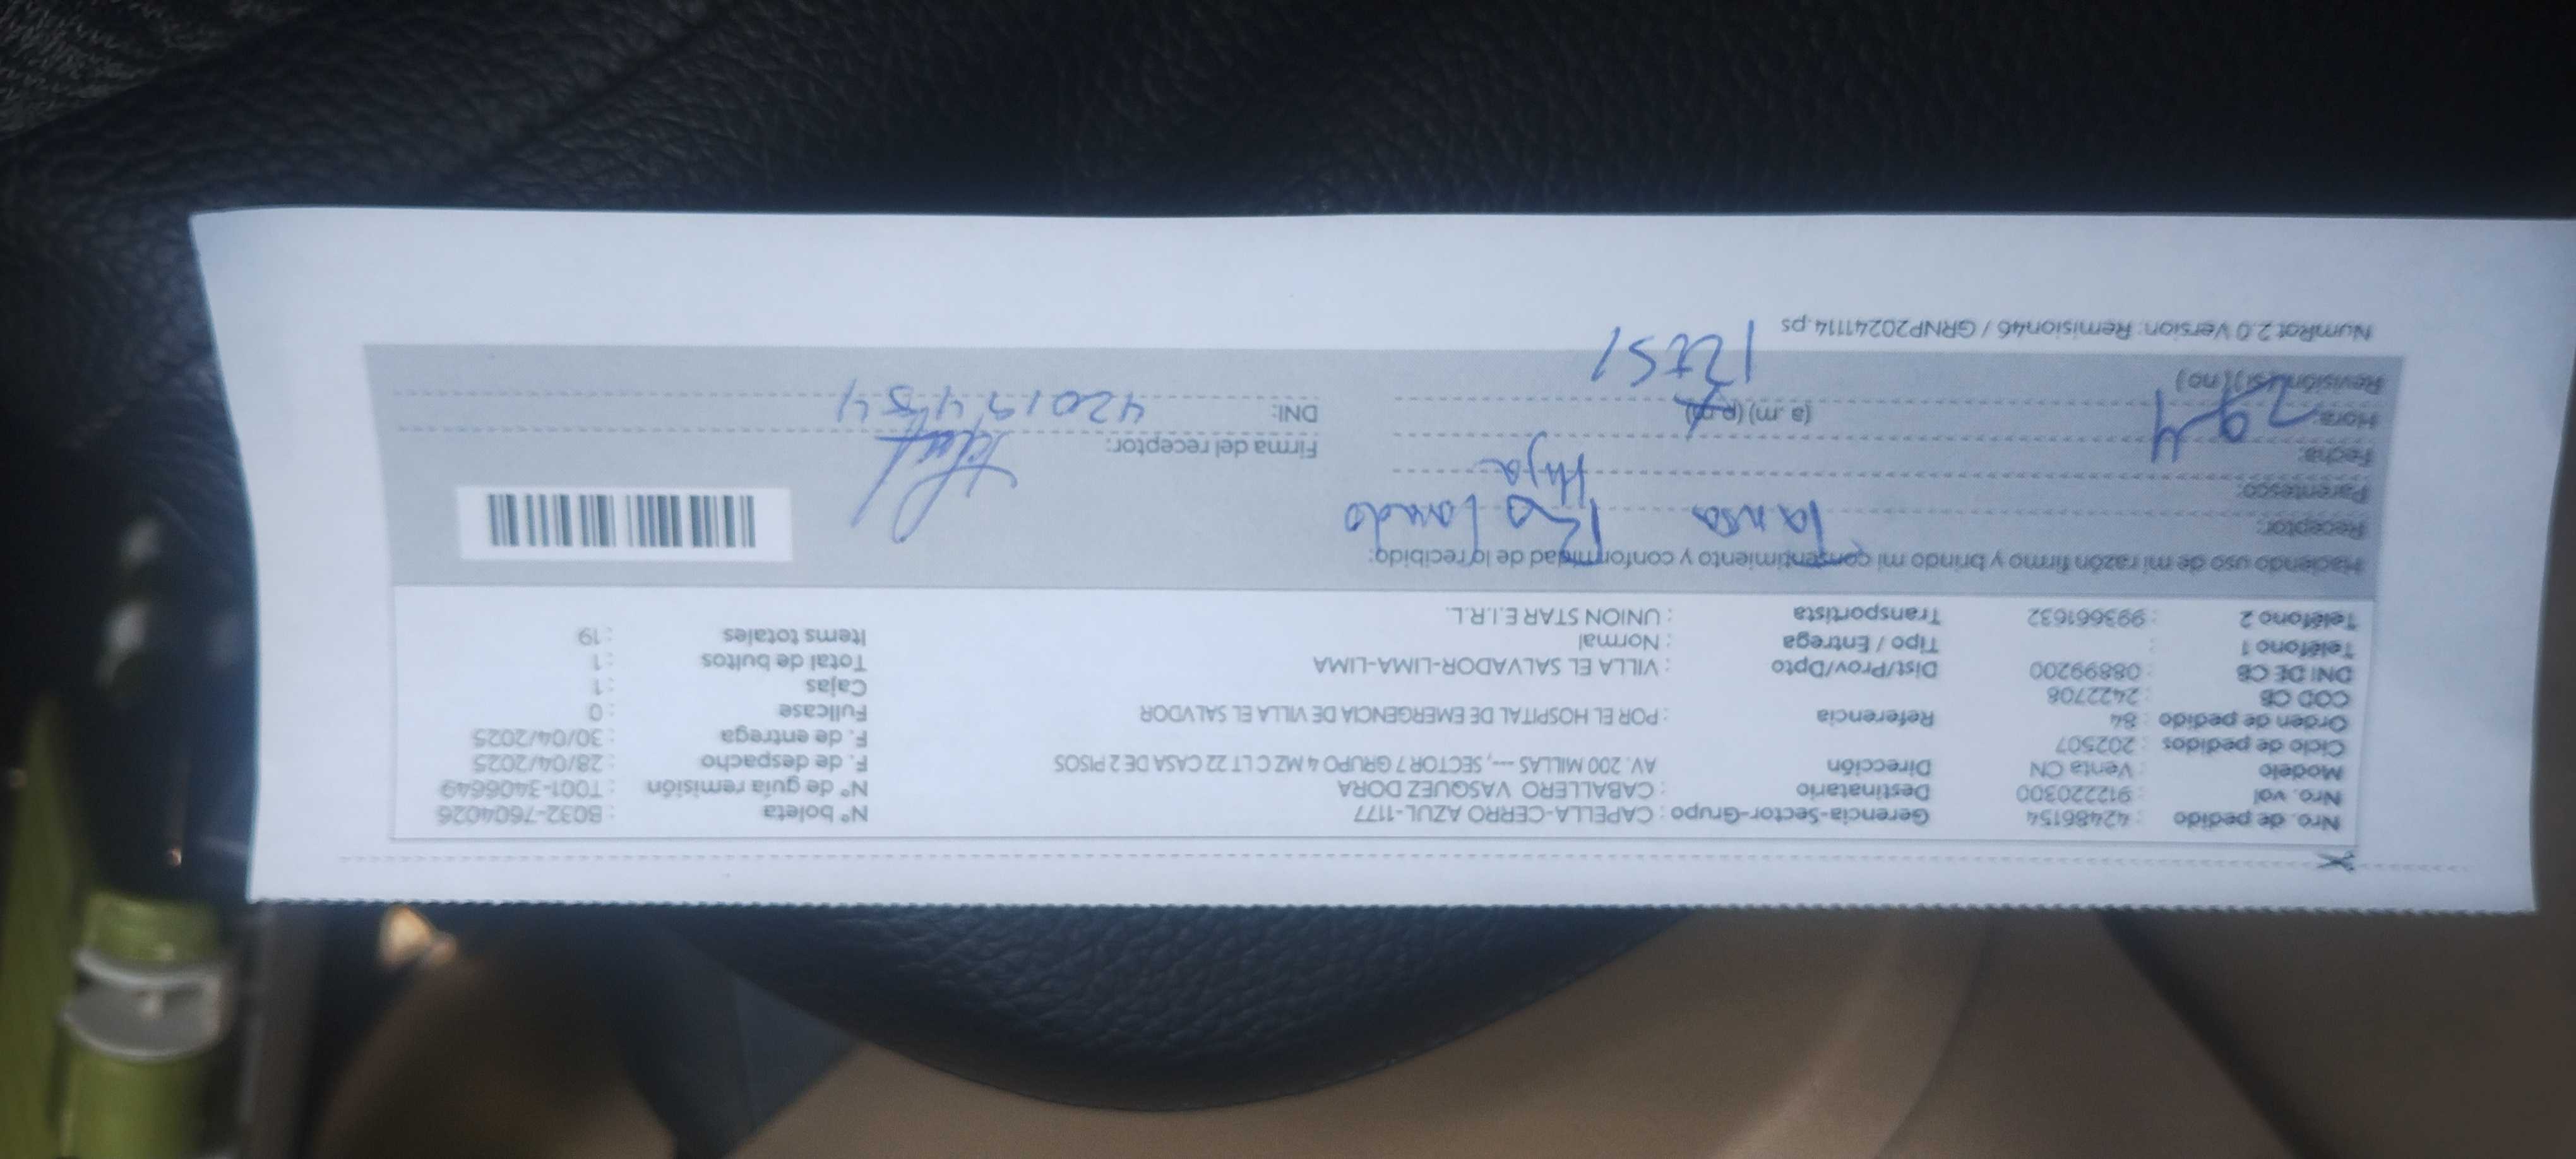 Nro. de pedido : 42486154 Gerencia-Sector-Grupo : CAPELLA-CERRO AZUL-1177 N° boleta : B032-7604026
Nro. vol : 912220300 Destinatario : CABALLERO VASQUEZ DORA N° de guía remisión : T001-3406649
Modelo : Venta CN Dirección AV. 200 MILLAS ---, SECTOR 7 GRUPO 4 MZ C LT 22 CASA DE 2 PISOS F. de despacho : 28/04/2025
Ciclo de pedidos : 202507 F. de entrega : 30/04/2025
Orden de pedido : 84 Referencia : POR EL HOSPITAL DE EMERGENCIA DE VILLA EL SALVDOR Fullcase : 0
COD CB : 2422708 Cajas : 1
DNI DE CB : 08899200 Dist/Prov/Dpto : VILLA EL SALVADOR-LIMA-LIMA Total de bultos : 1
Teléfono 1 : Tipo / Entrega : Normal Items totales : 19
Teléfono 2 : 993661632 Transportista : UNION STAR E.I.R.L.
Haciendo uso de mi razón firmo y brindo mi consentimiento y conformidad de lo recibido:
Receptor:
Parentesco: Hija
Fecha: 29 4 Firma del receptor:
Hora: (a.m) (p.m) DNI:
Revisión (si) (no)
NumRot 2.0 Version: Remision46 / GRNP20241114.ps